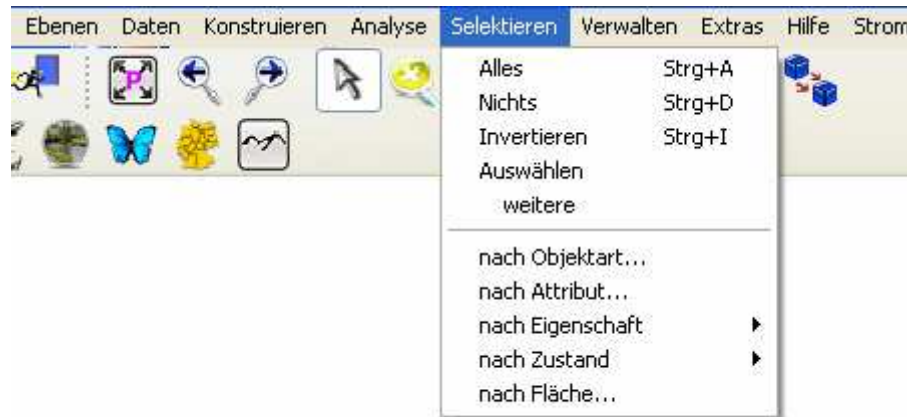 Ebenen Daten Konstruieren Analyse Selektieren Verwalten Extras Hilfe Strom
P
Alles Strg+A
Nichts Strg+D
Invertieren Strg+I
Auswählen
weitere
nach Objektart...
nach Attribut...
nach Eigenschaft
nach Zustand
nach Fläche...